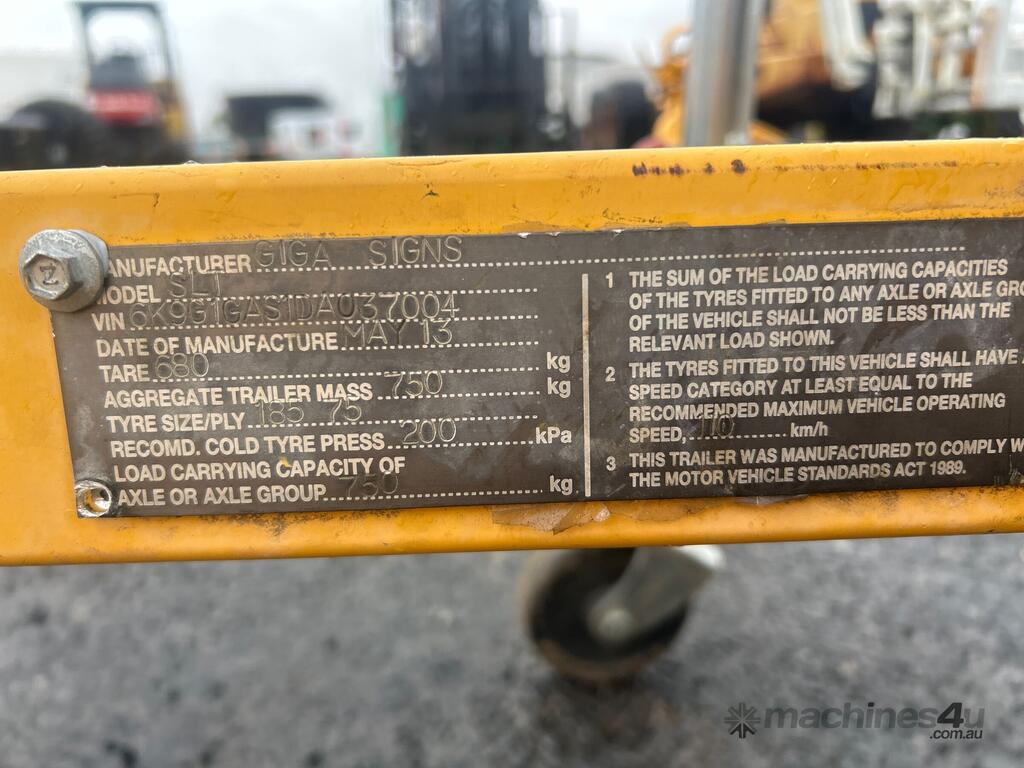 MANUFACTURER GIGA SIGNS
MODEL SLT
VIN 6K9G1GAS1DA037004
DATE OF MANUFACTURE MAY 13
TARE 680 kg
AGGREGATE TRAILER MASS 750 kg
TYRE SIZE/PLY 185 75
RECOMD. COLD TYRE PRESS. 200 kPa
LOAD CARRYING CAPACITY OF
AXLE OR AXLE GROUP 750 kg
1 THE SUM OF THE LOAD CARRYING CAPACITIES
OF THE TYRES FITTED TO ANY AXLE OR AXLE GRO
OF THE VEHICLE SHALL NOT BE LESS THAN THE
RELEVANT LOAD SHOWN.
2 THE TYRES FITTED TO THIS VEHICLE SHALL HAVE A
SPEED CATEGORY AT LEAST EQUAL TO THE
RECOMMENDED MAXIMUM VEHICLE OPERATING
SPEED, 110 km/h
3 THIS TRAILER WAS MANUFACTURED TO COMPLY W
THE MOTOR VEHICLE STANDARDS ACT 1989.
machines4u
.com.au